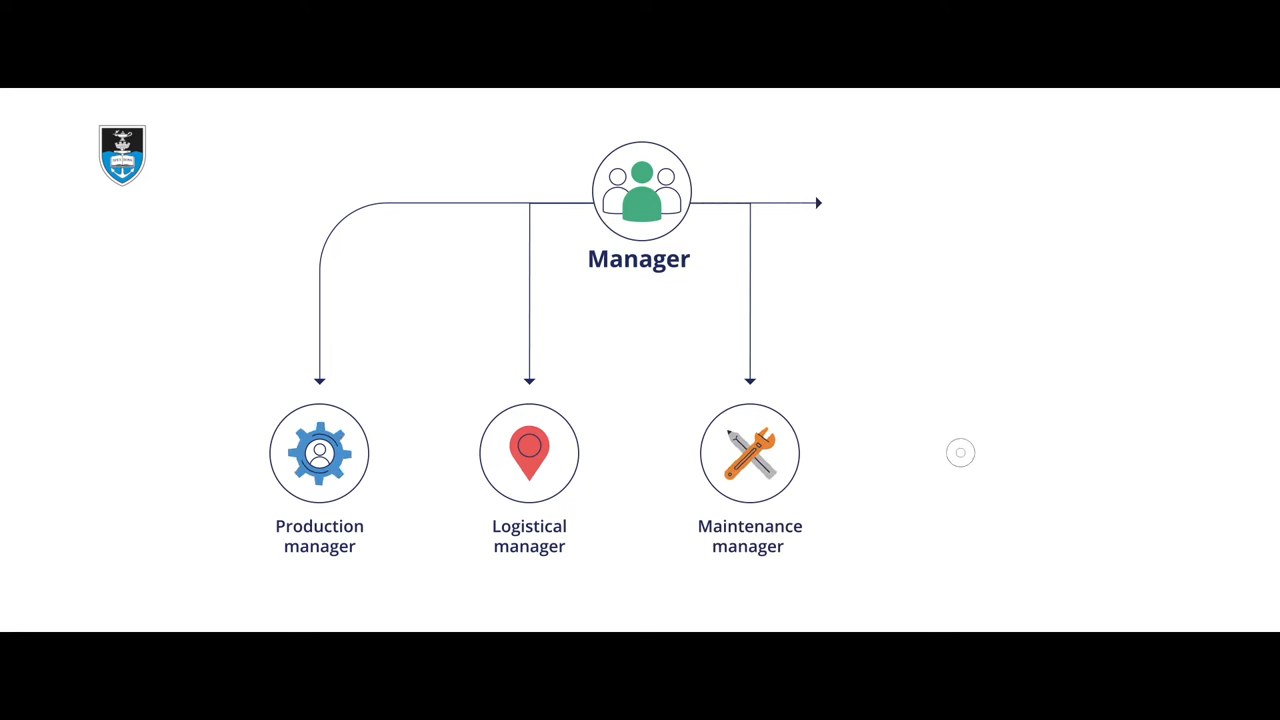 Manager
Production
manager
Logistical
manager
Maintenance
manager